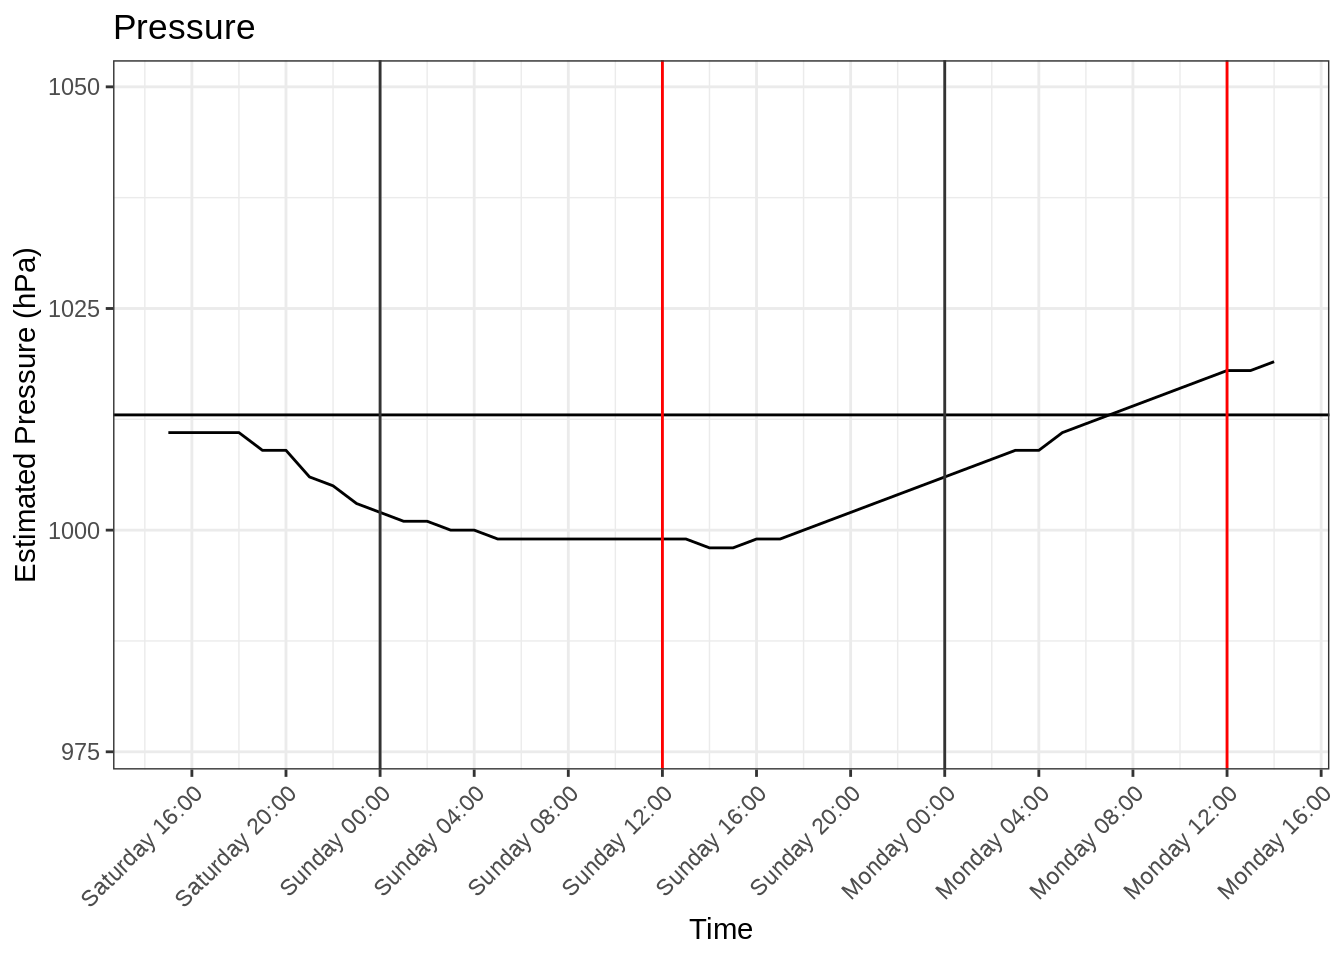 Pressure
Estimated Pressure (hPa)
1050
1025
1000
975
Saturday 16:00
Saturday 20:00
Sunday 00:00
Sunday 04:00
Sunday 08:00
Sunday 12:00
Sunday 16:00
Sunday 20:00
Monday 00:00
Monday 04:00
Monday 08:00
Monday 12:00
Monday 16:00
Time